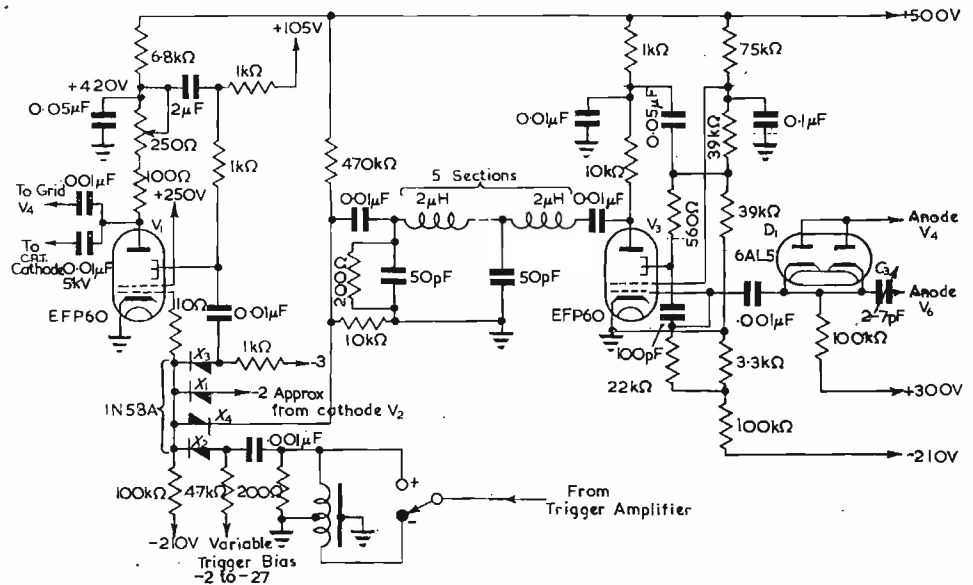 +500V
+105V
6·8kΩ
1kΩ
1kΩ
75kΩ
+420V
0·05μF
2μF
250Ω
1kΩ
0·01μF
0·05μF
39kΩ
0·1μF
470kΩ
5 Sections
10kΩ
0·01μF
100Ω
+250V
To Grid
V4
V1
0·01μF
2μH
2μH
0·01μF
V3
560Ω
39kΩ
D1
6AL5
Anode
V4
To
C.R.T.
Cathode
0·01μF
5kV
200Ω
50pF
50pF
C3
Anode
V6
2-7pF
EFP60
110Ω
0·01μF
EFP60
·001μF
100kΩ
10kΩ
100pF
3·3kΩ
X3
1kΩ
-3
22kΩ
+300V
1N58A
X1
-2 Approx
from cathode V2
X4
100kΩ
X2
·001μF
-210V
100kΩ
47kΩ
200Ω
+
-
From
Trigger Amplifier
-210V
Variable
Trigger Bias
-2 to -27